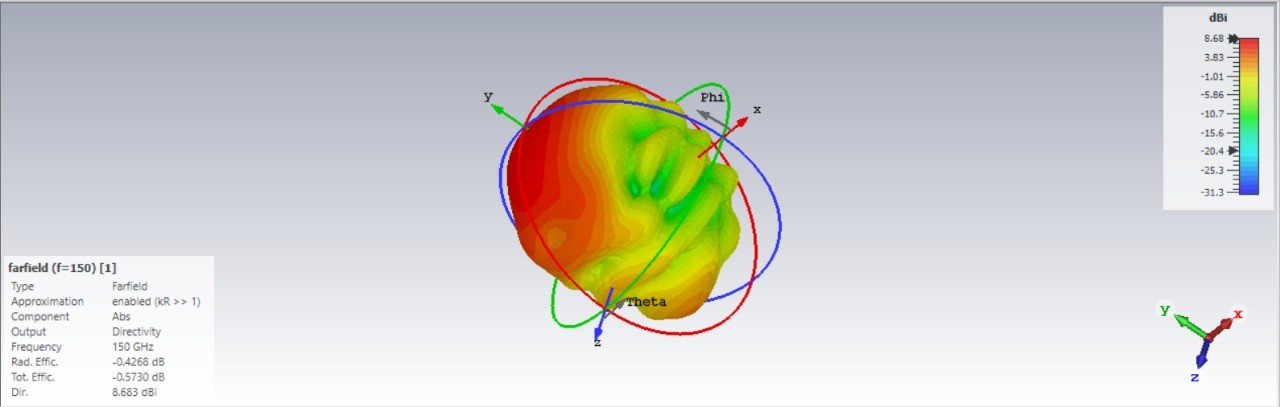 dBi
8.68
3.83
-1.01
-5.86
-10.7
-15.6
-20.4
-25.3
-31.3
y
Phi
x
Theta
z
farfield (f=150) [1]
Type Farfield
Approximation enabled (kR >> 1)
Component Abs
Output Directivity
Frequency 150 GHz
Rad. Effic. -0.4268 dB
Tot. Effic. -0.5730 dB
Dir. 8.683 dBi
y
x
z